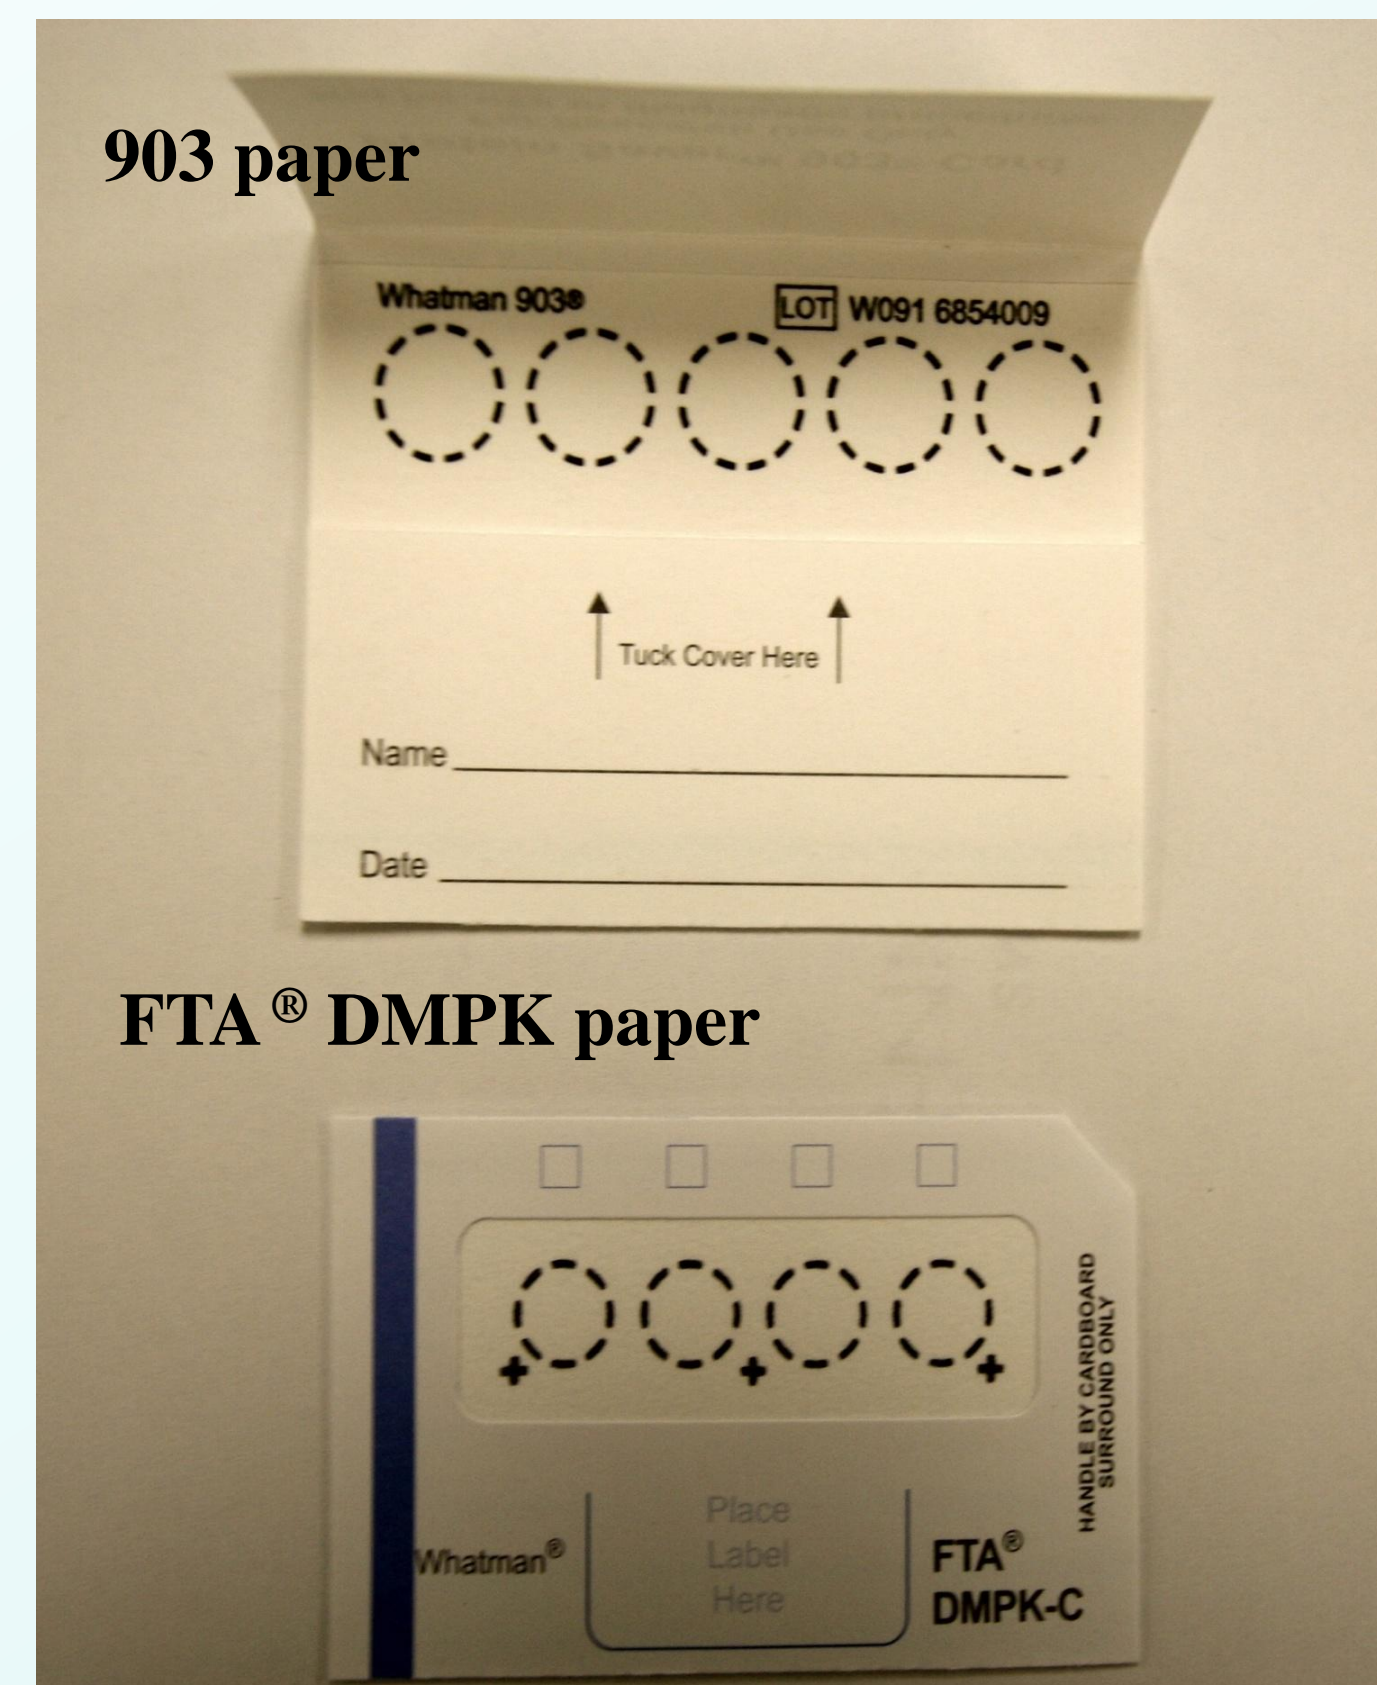 903 paper
Whatman 903®
LOT W091 6854009
Tuck Cover Here
Name
Date
FTA® DMPK paper
HANDLE BY CARDBOARD
SURROUND ONLY
Place
Label
Here
Whatman®
FTA®
DMPK-C